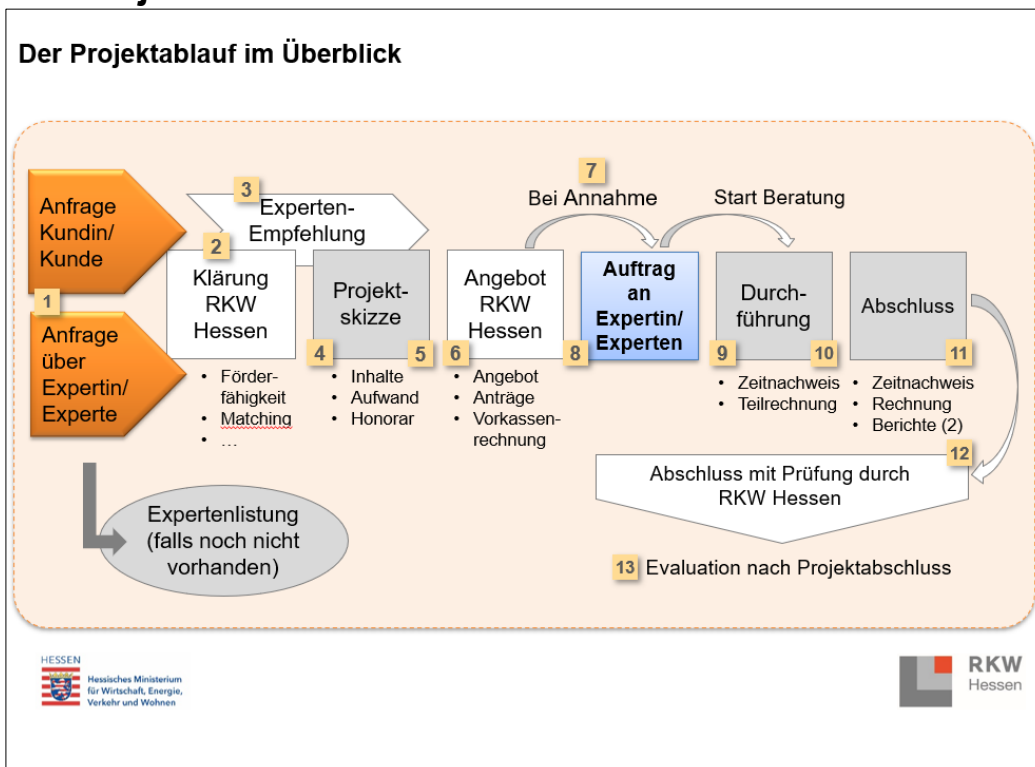 Der Projektablauf im Überblick
Anfrage
Kundin/
Kunde
1
Anfrage
über
Expertin/
Experte
2
Klärung
RKW
Hessen
• Förder-
fähigkeit
• Matching
• ...
3
Experten-
Empfehlung
Projekt-
skizze
4
5
• Inhalte
• Aufwand
• Honorar
Angebot
RKW
Hessen
6
• Angebot
• Anträge
• Vorkassen-
rechnung
7
Bei Annahme
8
Auftrag
an
Expertin/
Experten
Start Beratung
Durch-
führung
9
10
• Zeitnachweis
• Teilrechnung
Abschluss
11
• Zeitnachweis
• Rechnung
• Berichte (2)
12
Abschluss mit Prüfung durch
RKW Hessen
13 Evaluation nach Projektabschluss
Expertenlistung
(falls noch nicht
vorhanden)
HESSEN
Hessisches Ministerium
für Wirtschaft, Energie,
Verkehr und Wohnen
RKW
Hessen